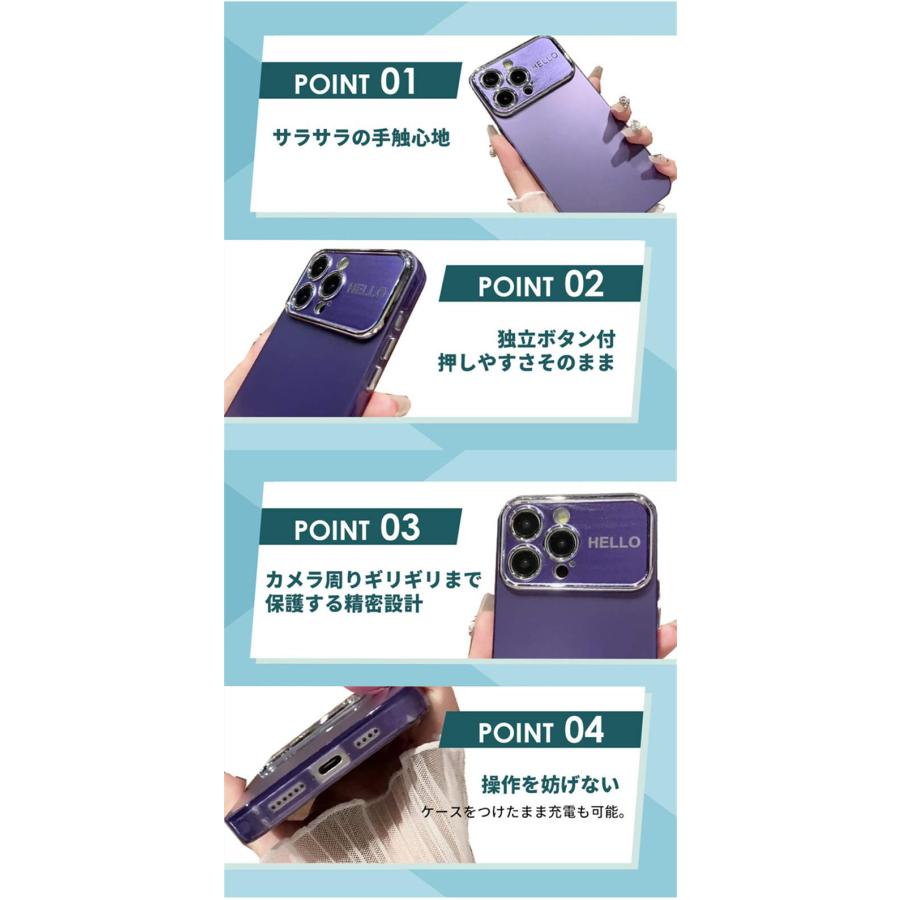 POINT 01
HELLO
サラサラの手触心地
HELLO
POINT 02
独立ボタン付
押しやすさそのまま
POINT 03
HELLO
カメラ周りギリギリまで
保護する精密設計
POINT 04
操作を妨げない
ケースをつけたまま充電も可能。